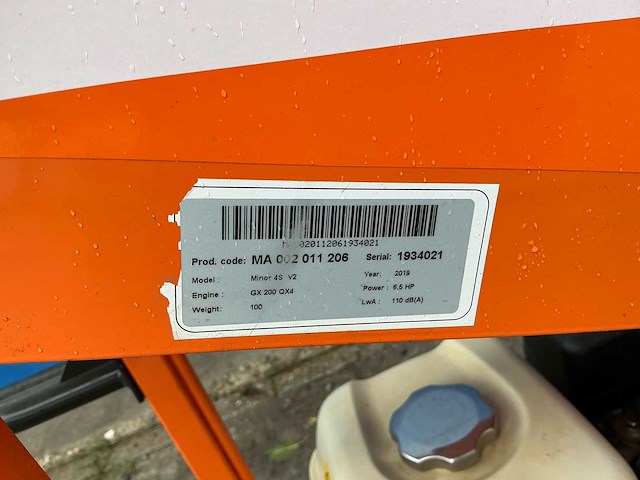 020112061934021
Prod. code: MA 002 011 206 Serial: 1934021
Model: Minor 4S V2 Year: 2019
Engine: GX 200 QX4 Power: 6,5 HP
Weight: 100 LwA: 110 dB(A)